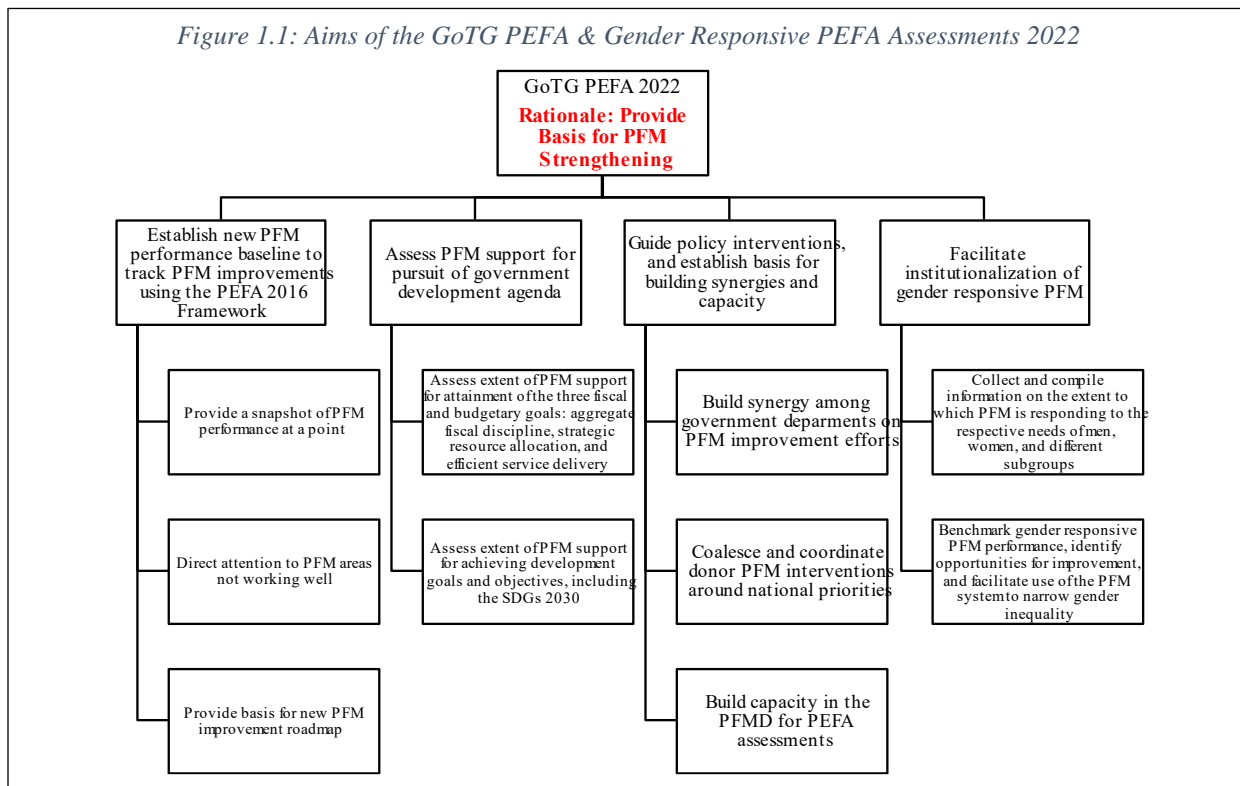 Figure 1.1: Aims of the GoTG PEFA & Gender Responsive PEFA Assessments 2022
GoTG PEFA 2022
Rationale: Provide
Basis for PFM
Strengthening
Establish new PFM
performance baseline to
track PFM improvements
using the PEFA 2016
Framework
Provide a snapshot of PFM
performance at a point
Direct attention to PFM areas
not working well
Provide basis for new PFM
improvement roadmap
Assess PFM support for
pursuit of government
development agenda
Assess extent of PFM support
for attainment of the three fiscal
and budgetary goals: aggregate
fiscal discipline, strategic
resource allocation, and
efficient service delivery
Assess extent of PFM support
for achieving development
goals and objectives, including
the SDGs 2030
Guide policy interventions,
and establish basis for
building synergies and
capacity
Build synergy among
government deparments on
PFM improvement efforts
Coalesce and coordinate
donor PFM interventions
around national priorities
Build capacity in the
PFMD for PEFA
assessments
Facilitate
institutionalization of
gender responsive PFM
Collect and compile
information on the extent to
which PFM is responding to the
respective needs of men,
women, and different
subgroups
Benchmark gender responsive
PFM performance, identify
opportunities for improvement,
and facilitate use of the PFM
system to narrow gender
inequality